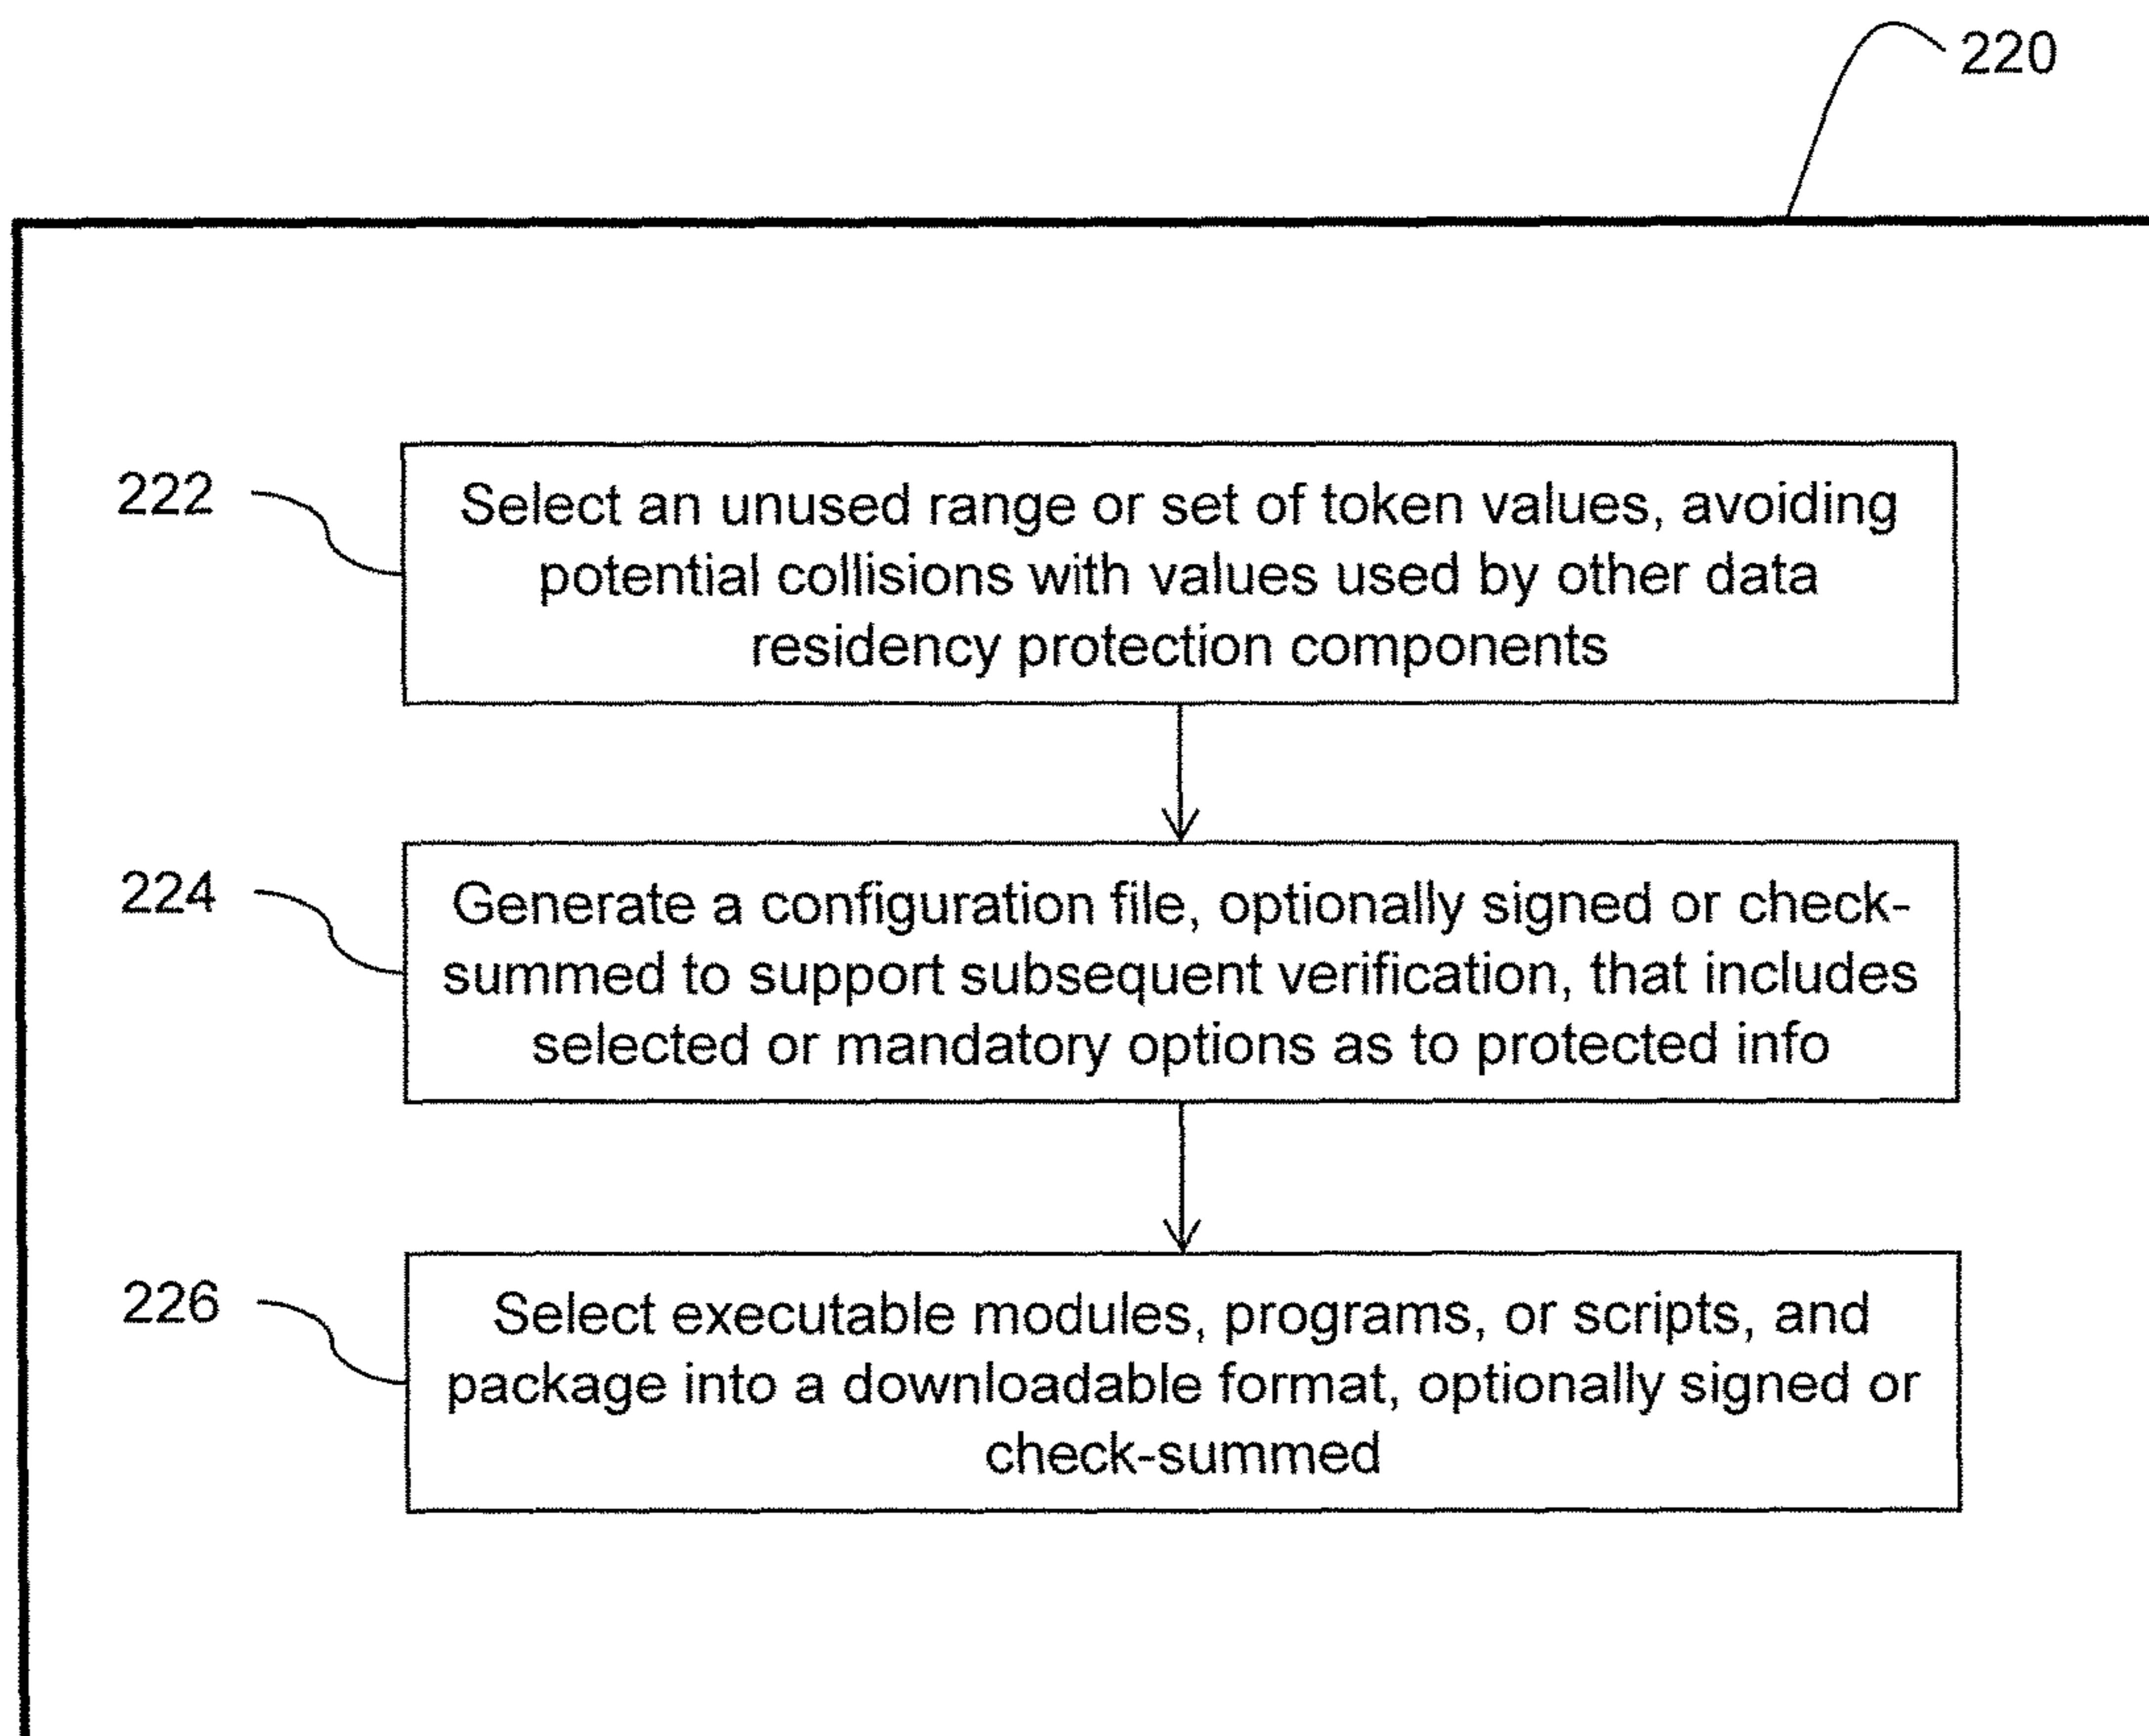 220
222
Select an unused range or set of token values, avoiding
potential collisions with values used by other data
residency protection components
224
Generate a configuration file, optionally signed or check-
summed to support subsequent verification, that includes
selected or mandatory options as to protected info
226
Select executable modules, programs, or scripts, and
package into a downloadable format, optionally signed or
check-summed